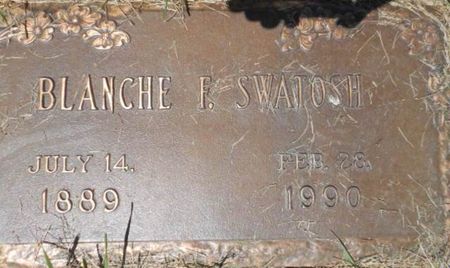 BLANCHE F. SWATOSH
JULY 14, FEB. 28,
1889 1990